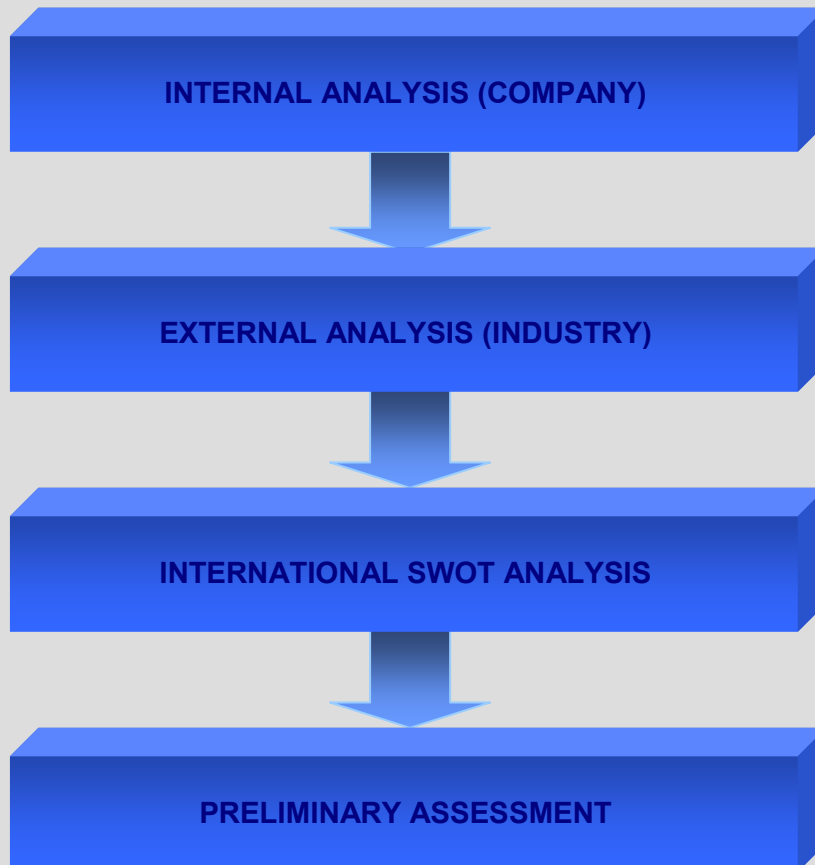 INTERNAL ANALYSIS (COMPANY)
EXTERNAL ANALYSIS (INDUSTRY)
INTERNATIONAL SWOT ANALYSIS
PRELIMINARY ASSESSMENT